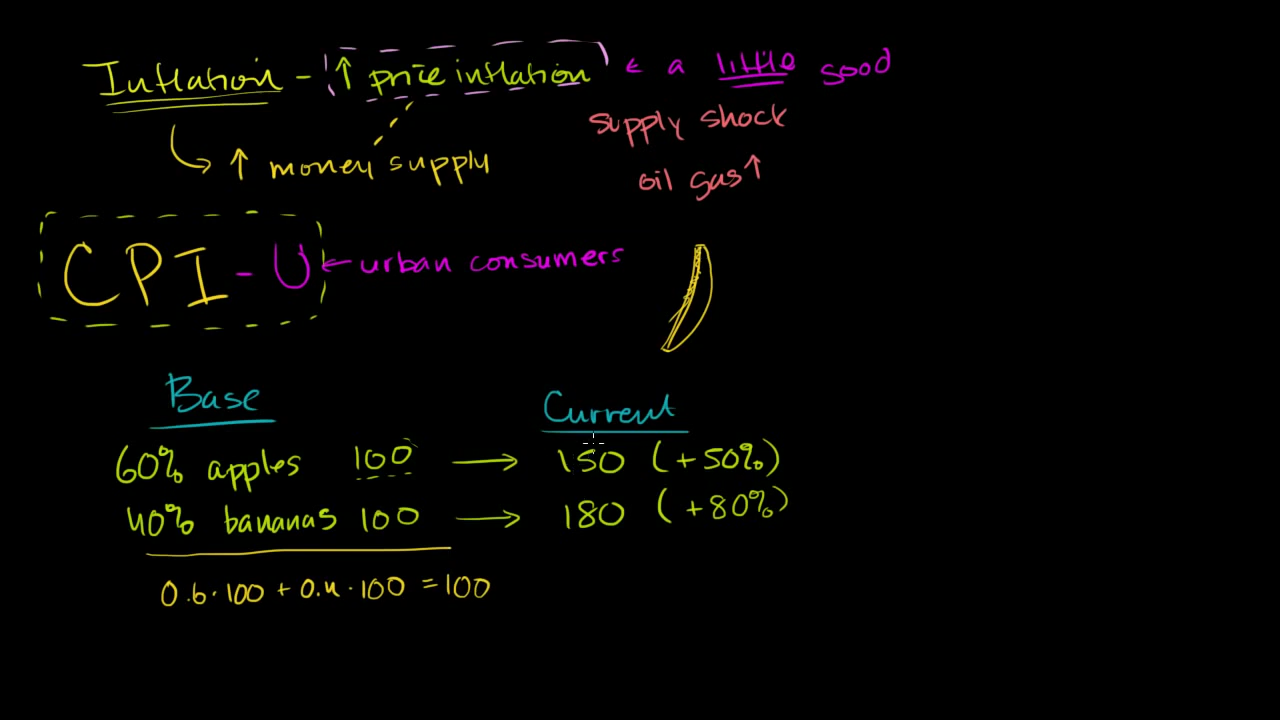 Inflation - ↑ price inflation ← a little good
supply shock
→ ↑ money supply
oil gas ↑
CPI - U ← urban consumers
Base
Current
60% apples 100 → 150 (+50%)
40% bananas 100 → 180 (+80%)
0.6 · 100 + 0.4 · 100 = 100